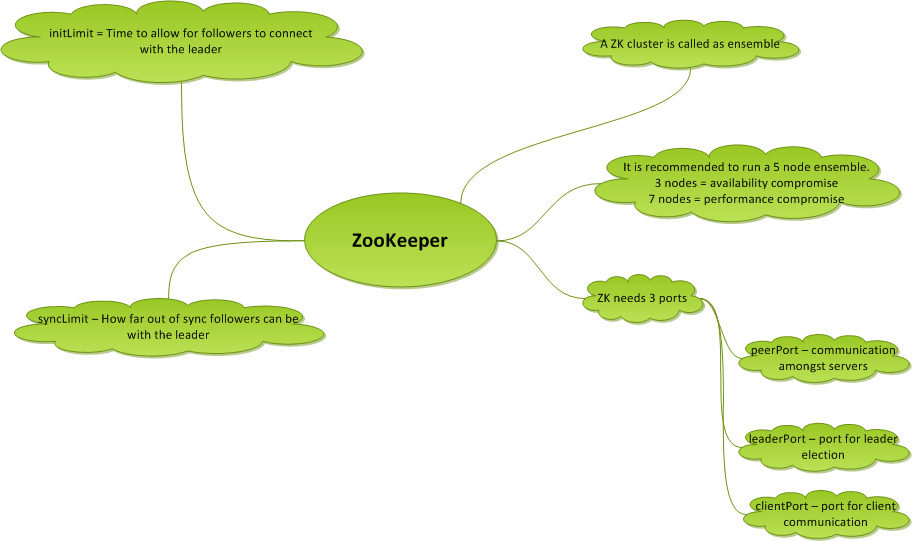 initLimit = Time to allow for followers to connect
with the leader
A ZK cluster is called as ensemble
It is recommended to run a 5 node ensemble.
3 nodes = availability compromise
7 nodes = performance compromise
ZooKeeper
ZK needs 3 ports
syncLimit – How far out of sync followers can be
with the leader
peerPort – communication
amongst servers
leaderPort – port for leader
election
clientPort – port for client
communication